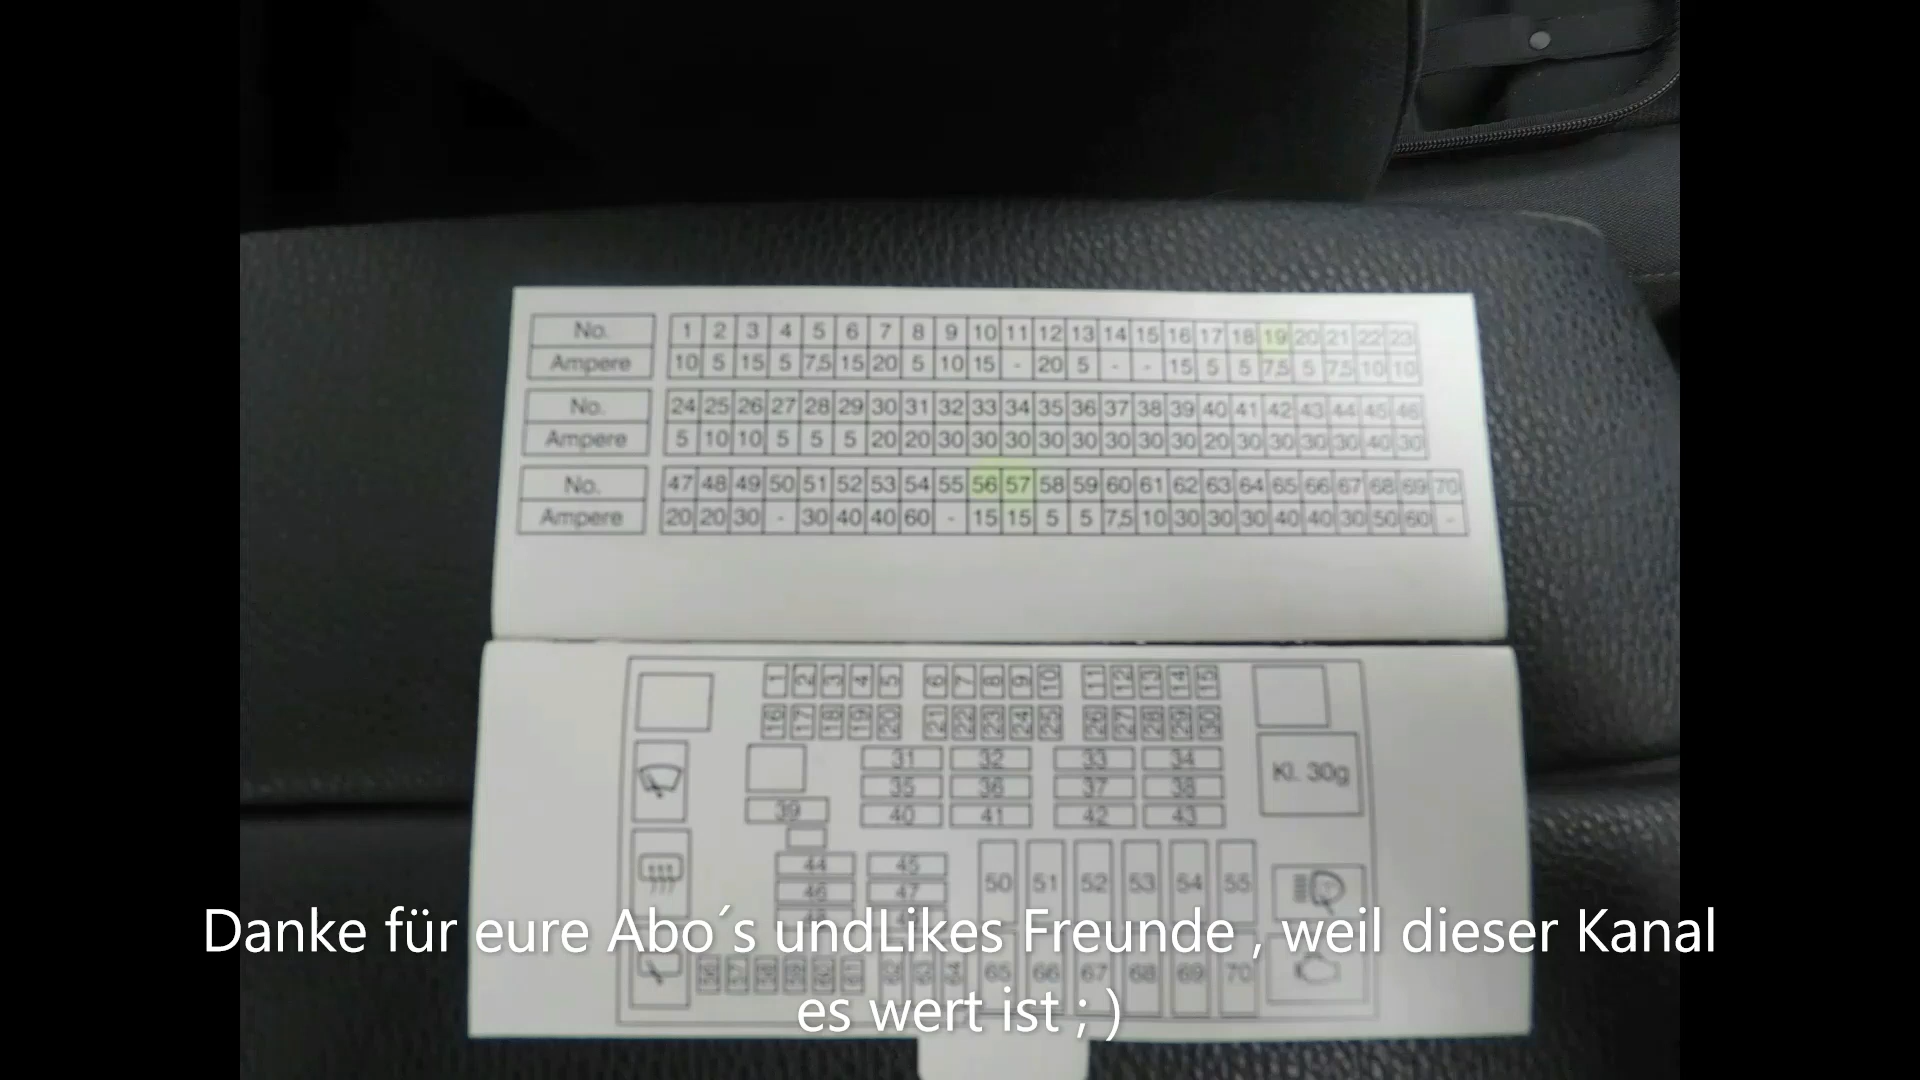 No. 1 2 3 4 5 6 7 8 9 10 11 12 13 14 15 16 17 18 19 20 21 22 23
Ampere 10 5 15 5 7,5 15 20 5 10 15 - 20 5 - - 15 5 5 7,5 5 7,5 10 10
No. 24 25 26 27 28 29 30 31 32 33 34 35 36 37 38 39 40 41 42 43 44 45 46
Ampere 5 10 10 5 5 5 20 20 30 30 30 30 30 30 30 30 20 30 30 30 30 40 30
No. 47 48 49 50 51 52 53 54 55 56 57 58 59 60 61 62 63 64 65 66 67 68 69 70
Ampere 20 20 30 - 30 40 40 60 - 15 15 5 5 7,5 10 30 30 30 40 40 30 50 60 -
1 2 3 4 5 6 7 8 9 10 11 12 13 14 15
16 17 18 19 20 21 22 23 24 25 26 27 28 29 30
31 32 33 34
35 36 37 38
Kl. 30g
39 40 41 42 43
44 45
46 47
50 51 52 53 54 55
Danke für eure Abo´s undLikes Freunde , weil dieser Kanal
56 57 58 59 60 61 62 63 64 65 66 67 68 69 70
es wert ist ; )